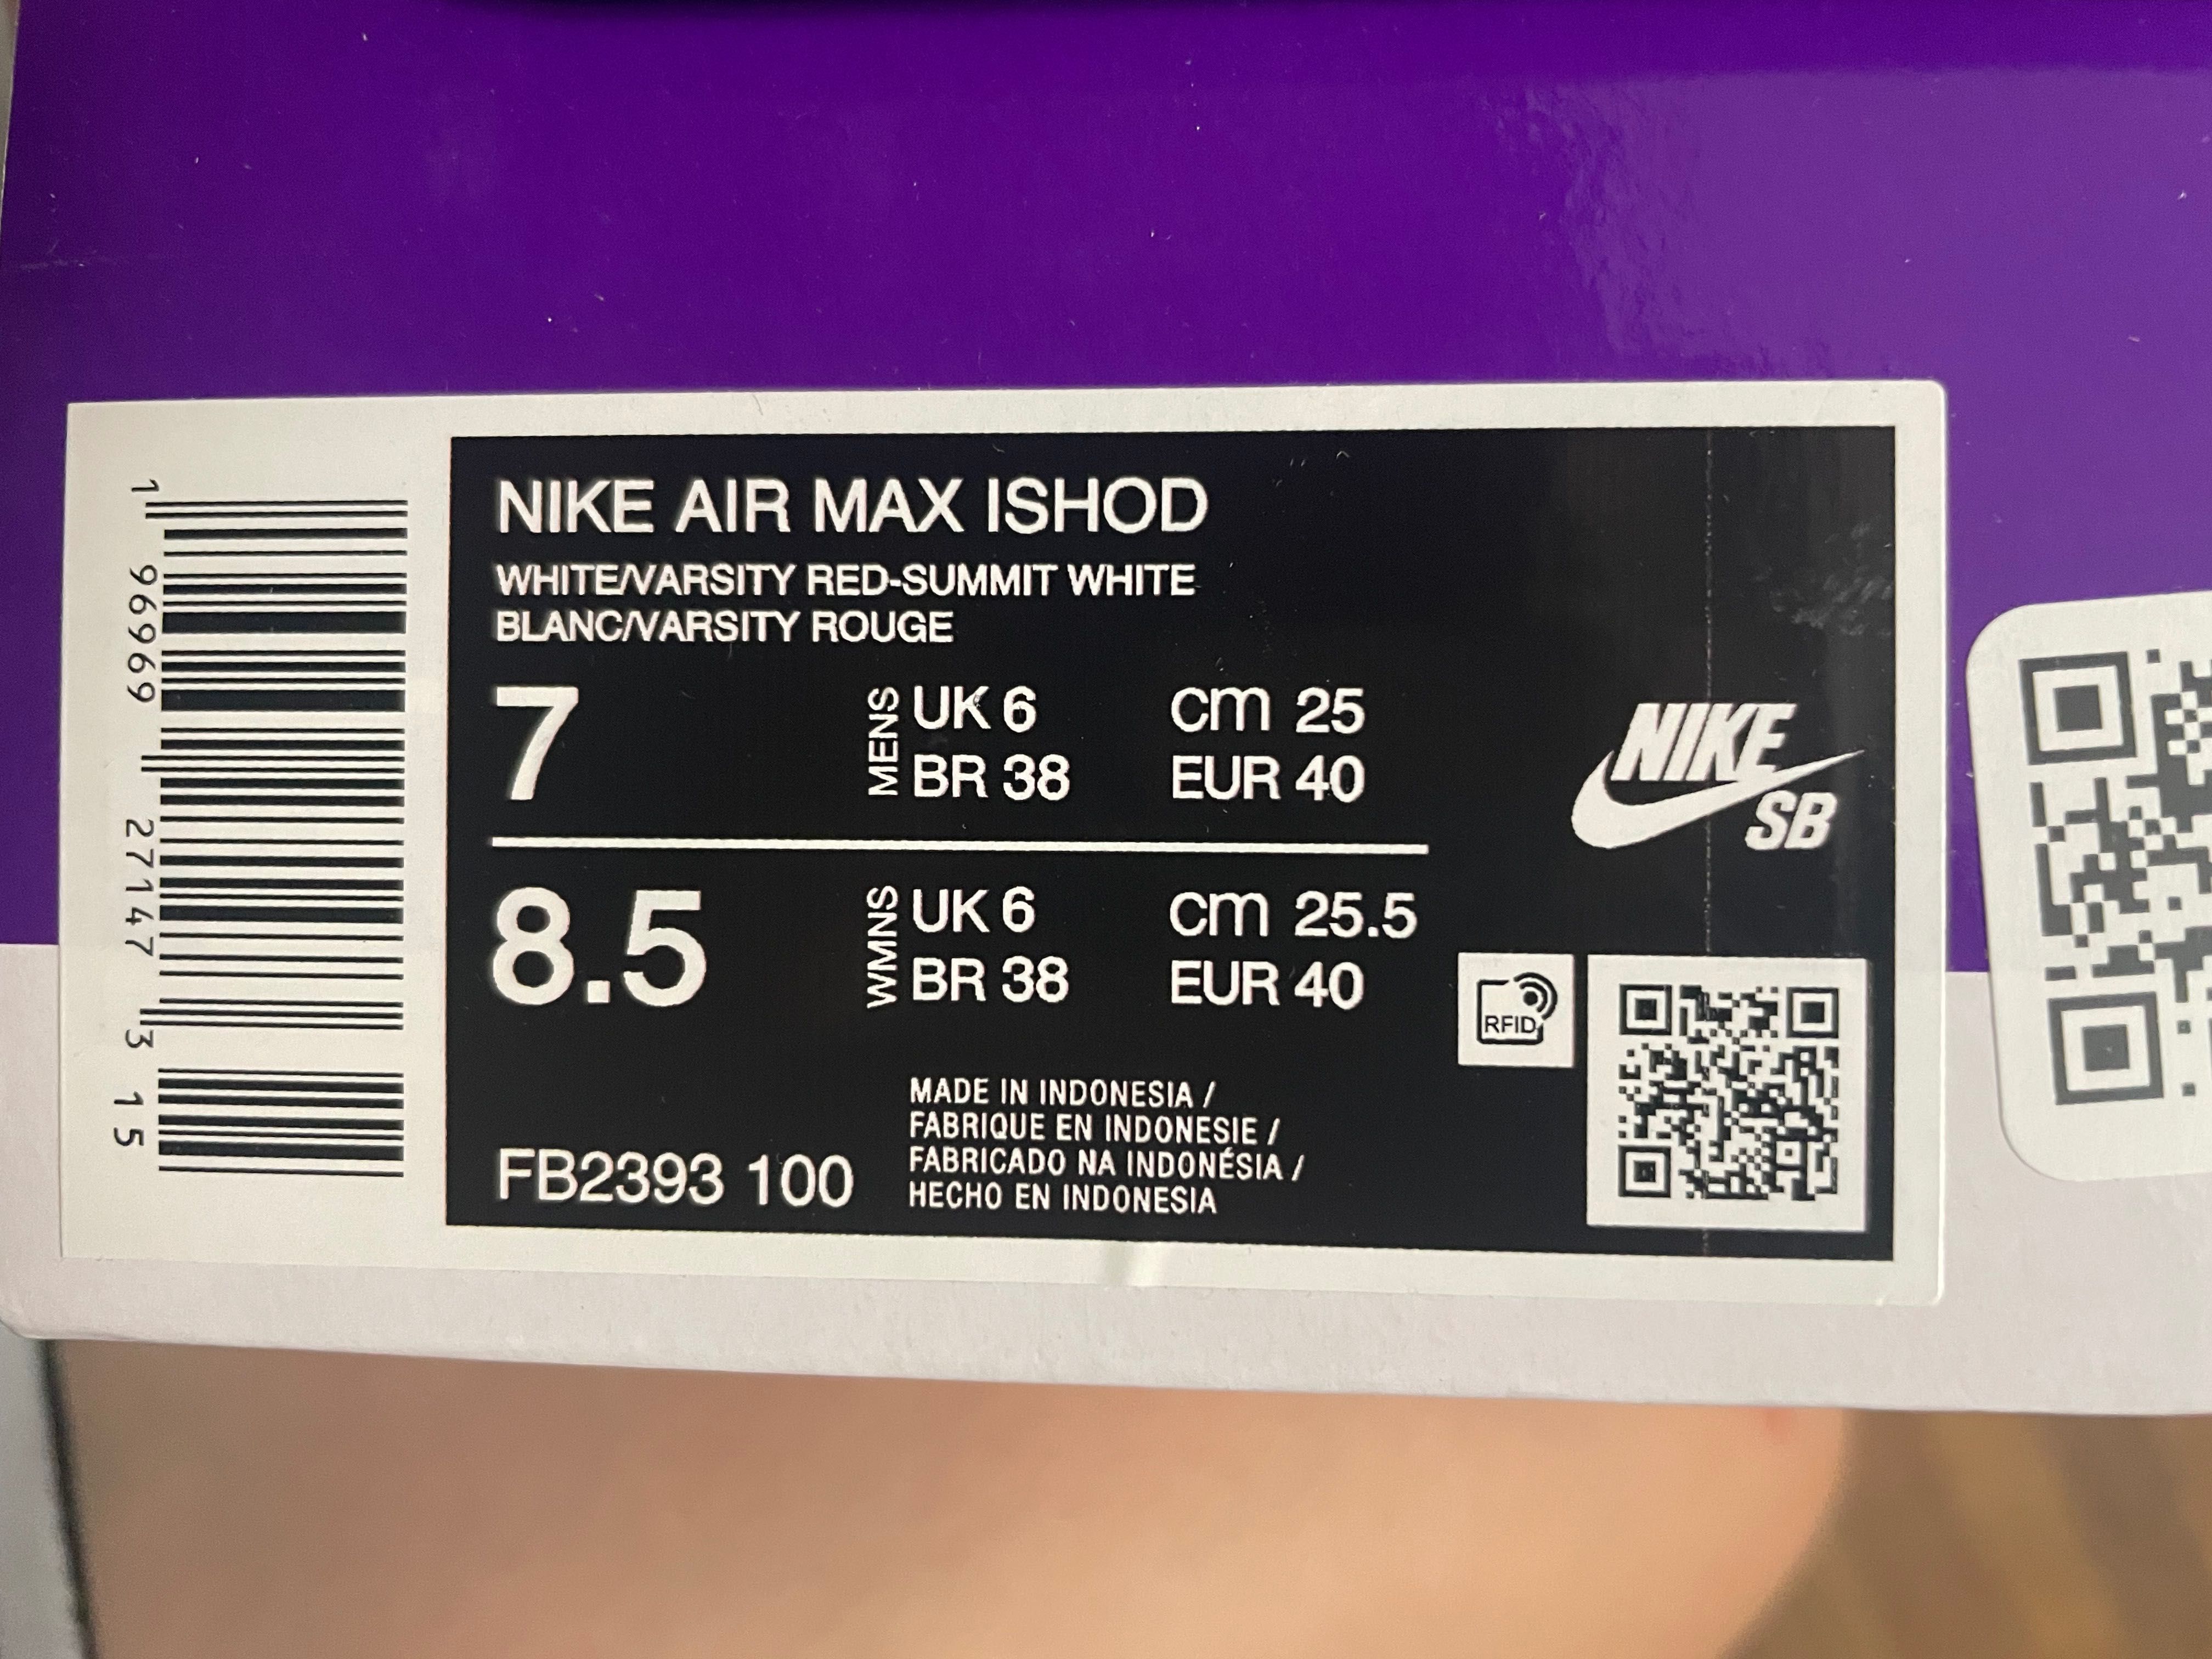 1 96969 27147 3 15
NIKE AIR MAX ISHOD
WHITE/VARSITY RED-SUMMIT WHITE
BLANC/VARSITY ROUGE
7
MENS
UK 6
cm 25
BR 38
EUR 40
8.5
WMNS
UK 6
cm 25.5
BR 38
EUR 40
NIKE
SB
RFID
MADE IN INDONESIA /
FABRIQUE EN INDONESIE /
FABRICADO NA INDONÉSIA /
HECHO EN INDONESIA
FB2393 100